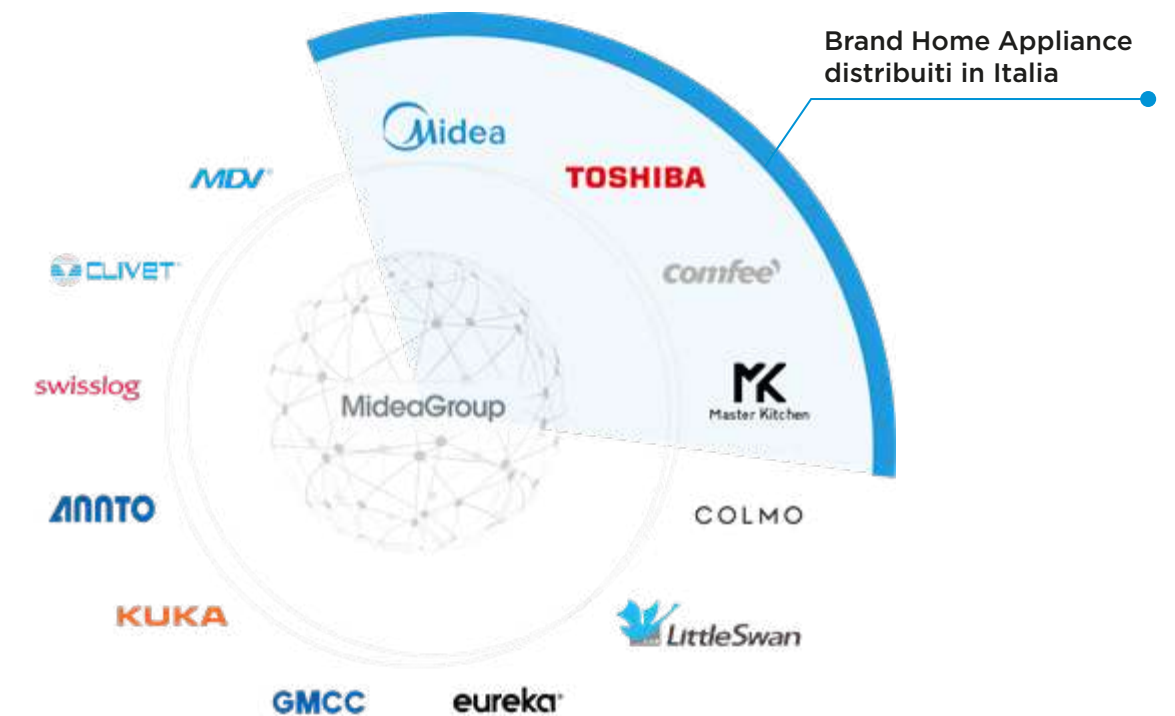 Brand Home Appliance
distribuiti in Italia
Midea
TOSHIBA
MDV
comfee'
CLIVET
MK
Master Kitchen
swisslog
MideaGroup
ANNTO
COLMO
KUKA
LittleSwan
GMCC
eureka